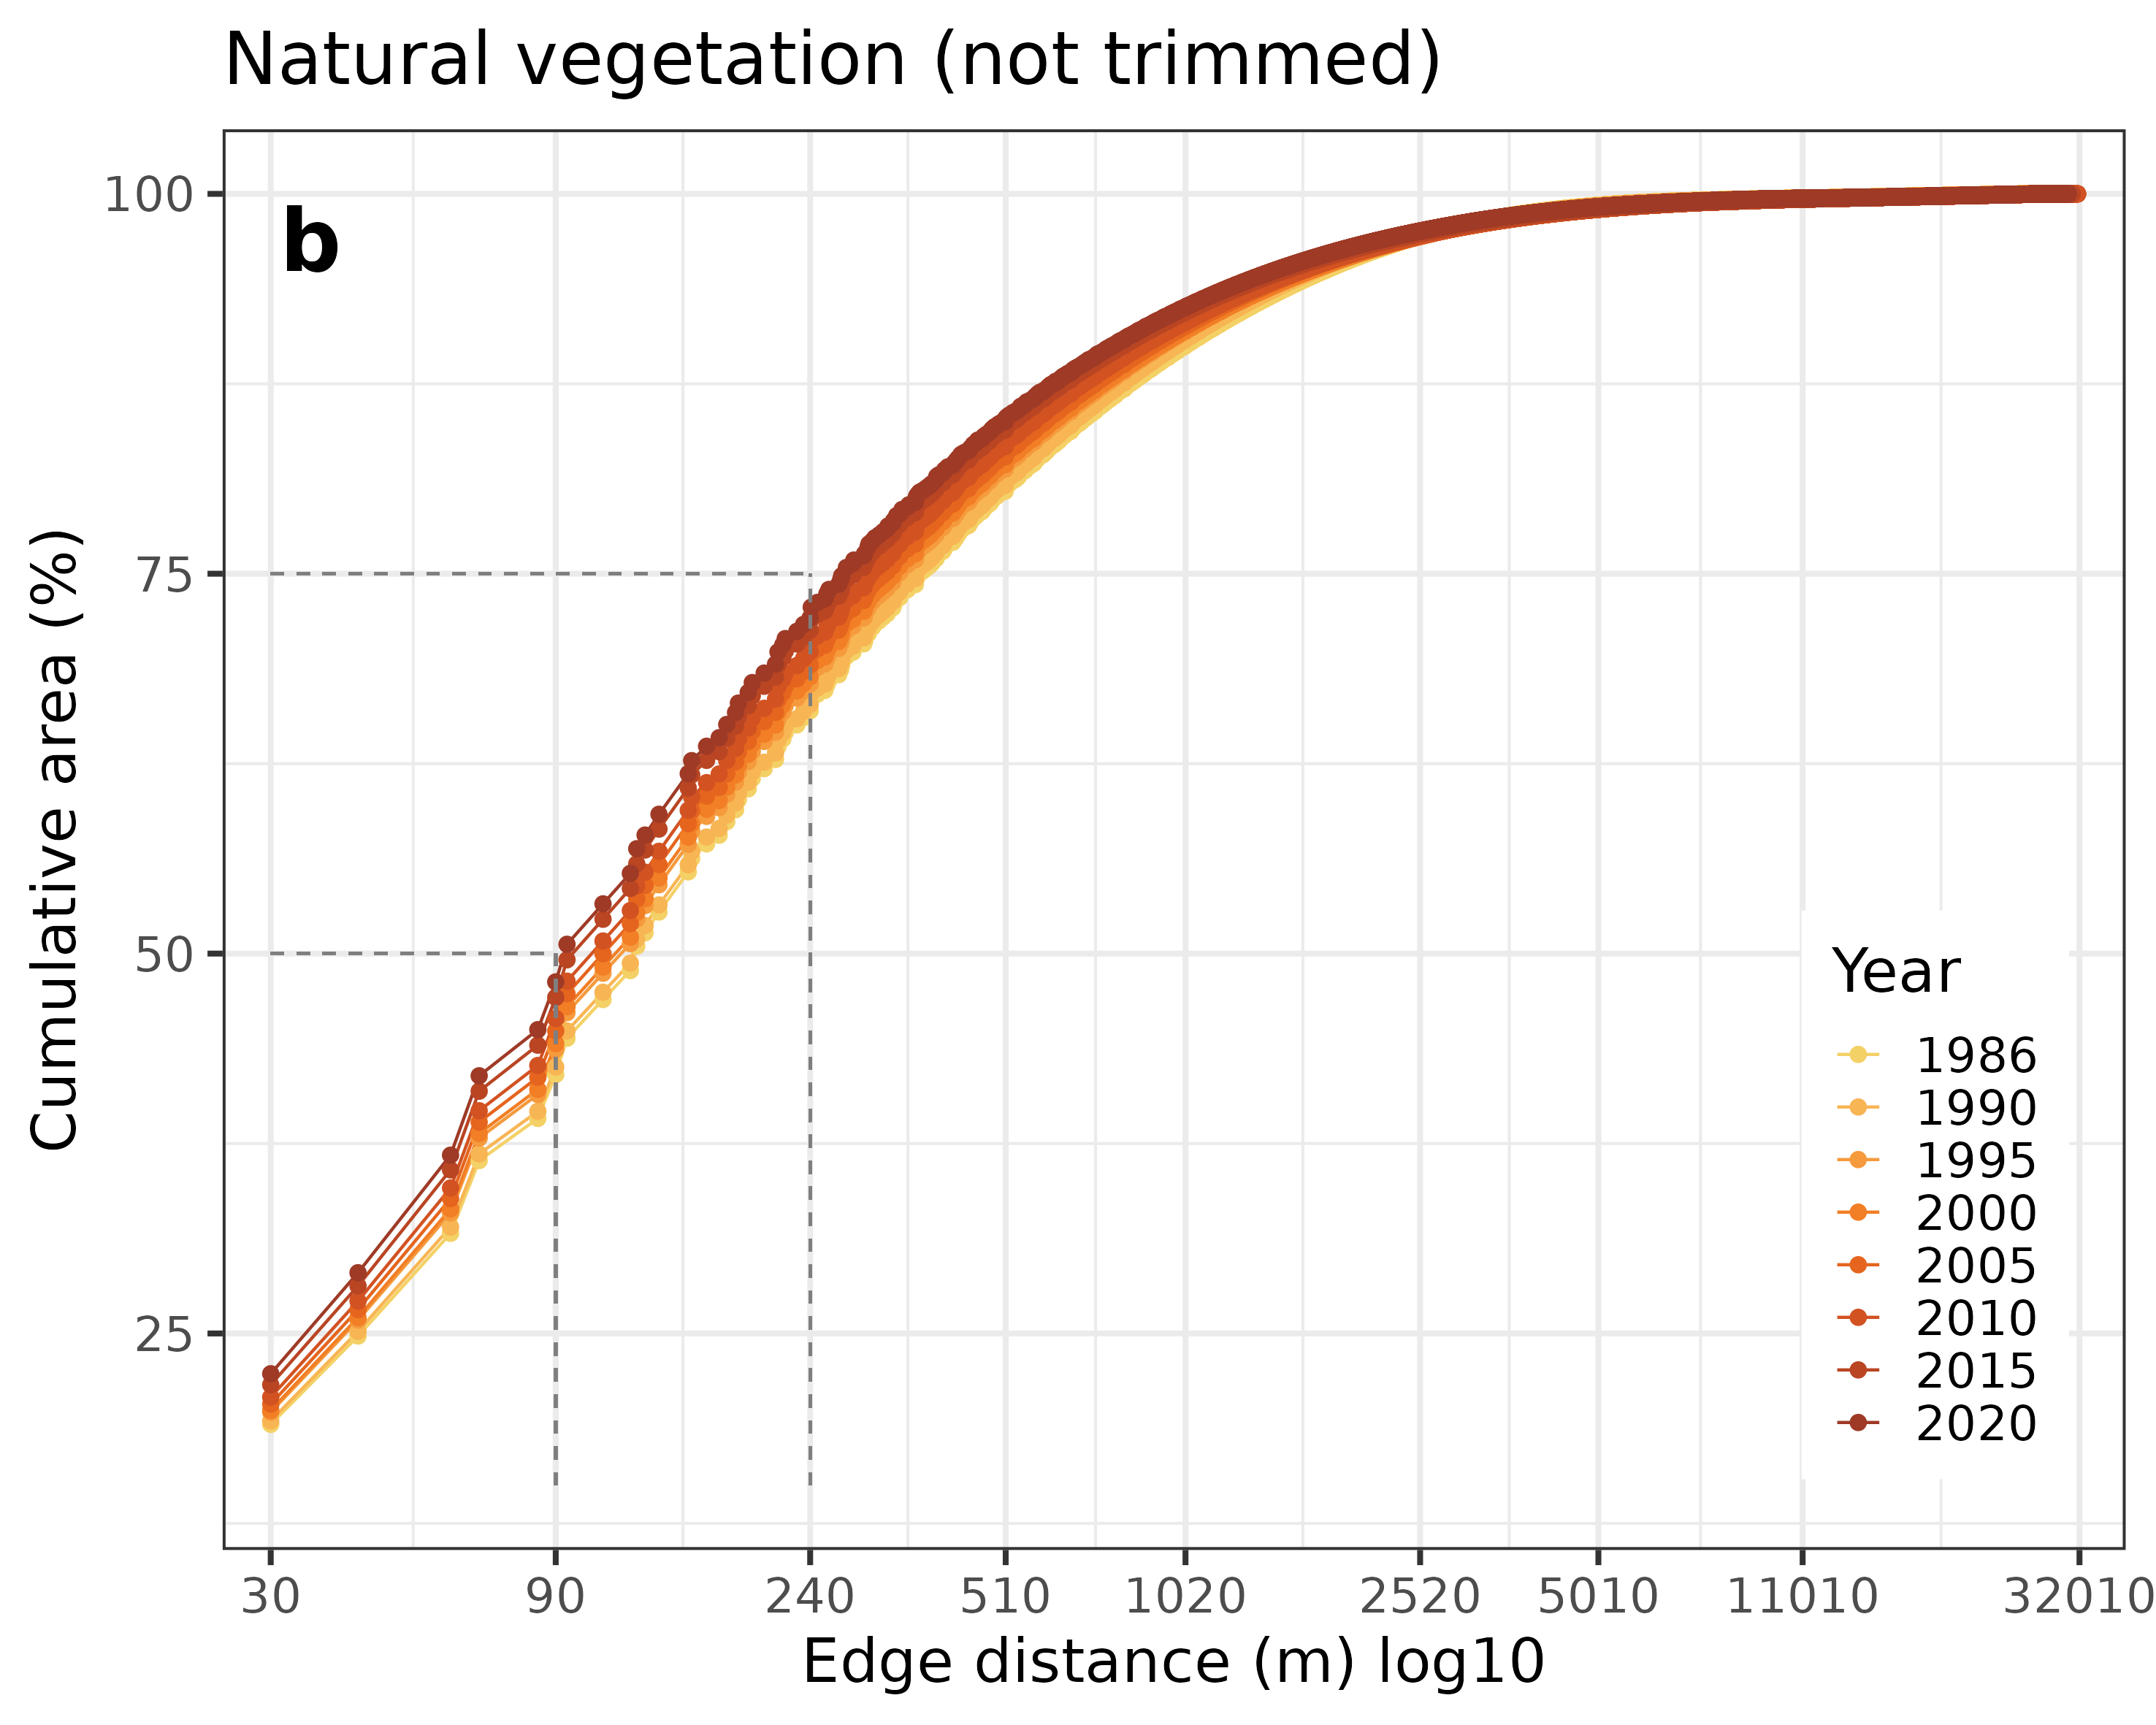 Natural vegetation (not trimmed)
b
Cumulative area (%)
100
75
50
25
Year
1986
1990
1995
2000
2005
2010
2015
2020
30 90 240 510 1020 2520 5010 11010 32010
Edge distance (m) log10